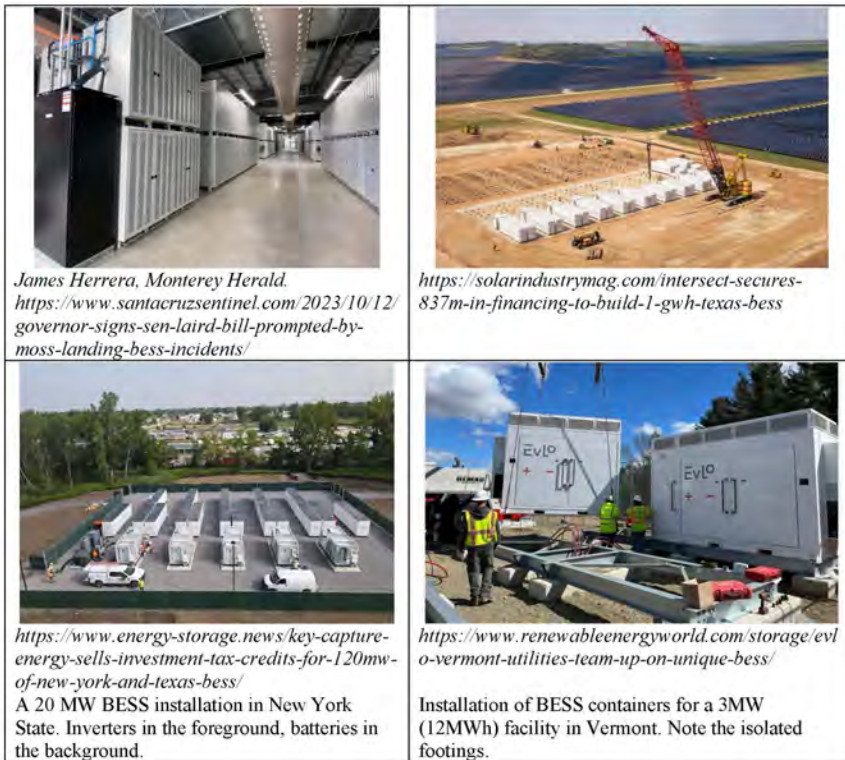 James Herrera, Monterey Herald.
https://www.santacruzsentinel.com/2023/10/12/
governor-signs-sen-laird-bill-prompted-by-
moss-landing-bess-incidents/
https://solarindustrymag.com/intersect-secures-
837m-in-financing-to-build-1-gwh-texas-bess
EVLO
EVLO
https://www.energy-storage.news/key-capture-
energy-sells-investment-tax-credits-for-120mw-
of-new-york-and-texas-bess/
A 20 MW BESS installation in New York
State. Inverters in the foreground, batteries in
the background.
https://www.renewableenergyworld.com/storage/evl
o-vermont-utilities-team-up-on-unique-bess/
Installation of BESS containers for a 3MW
(12MWh) facility in Vermont. Note the isolated
footings.